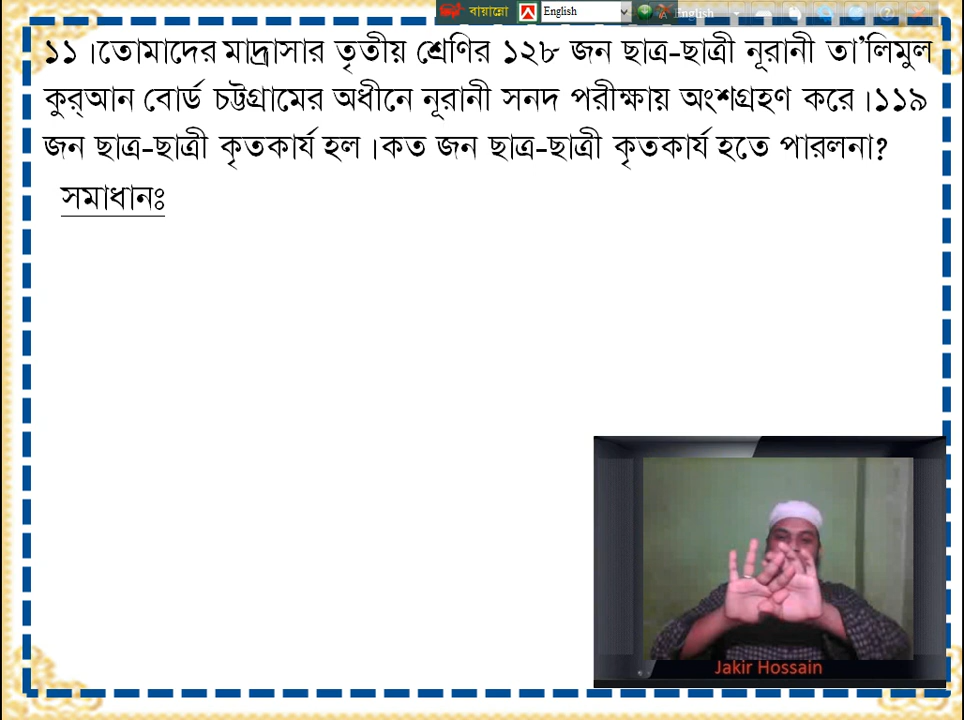 বায়ান্নো English English
১১।তোমাদের মাদ্রাসার তৃতীয় শ্রেণির ১২৮ জন ছাত্র-ছাত্রী নূরানী তা’লিমুল
কুর্আন বোর্ড চট্টগ্রামের অধীনে নূরানী সনদ পরীক্ষায় অংশগ্রহণ করে।১১৯
জন ছাত্র-ছাত্রী কৃতকার্য হল।কত জন ছাত্র-ছাত্রী কৃতকার্য হতে পারলনা?
সমাধানঃ
Jakir Hossain